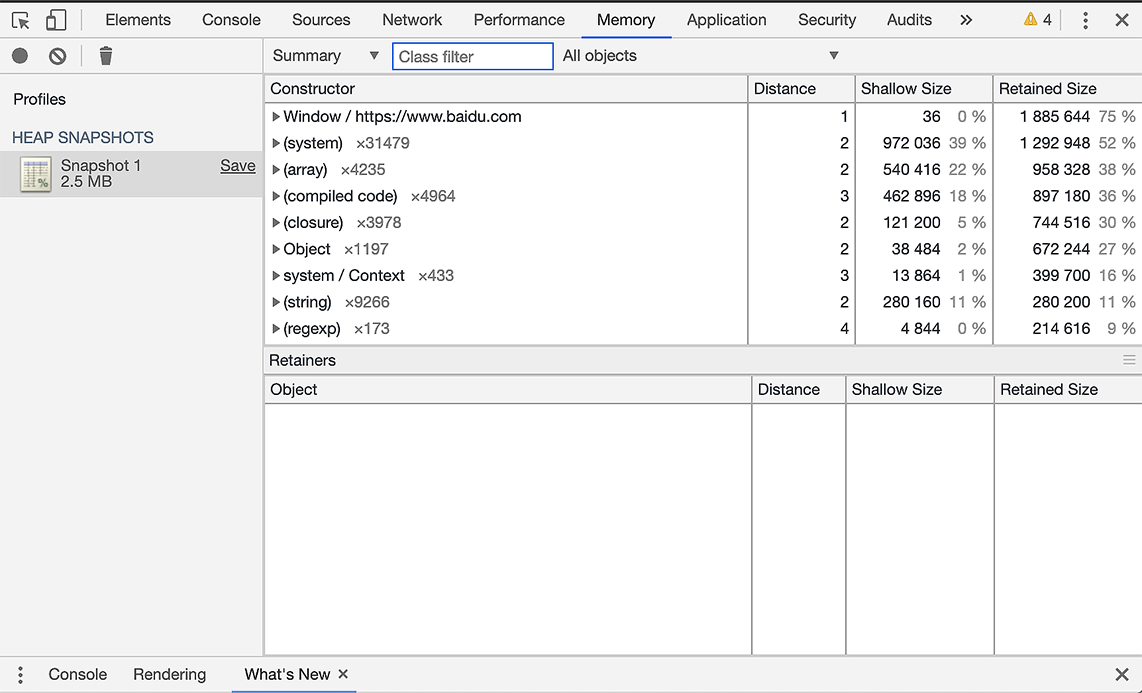 Elements Console Sources Network Performance Memory Application Security Audits » 4
Summary ▼ Class filter All objects ▼
Profiles
HEAP SNAPSHOTS
Snapshot 1 Save
2.5 MB
Constructor Distance Shallow Size Retained Size
Window / https://www.baidu.com 1 36 0 % 1 885 644 75 %
(system) ×31479 2 972 036 39 % 1 292 948 52 %
(array) ×4235 2 540 416 22 % 958 328 38 %
(compiled code) ×4964 3 462 896 18 % 897 180 36 %
(closure) ×3978 2 121 200 5 % 744 516 30 %
Object ×1197 2 38 484 2 % 672 244 27 %
system / Context ×433 3 13 864 1 % 399 700 16 %
(string) ×9266 2 280 160 11 % 280 200 11 %
(regexp) ×173 4 4 844 0 % 214 616 9 %
Retainers
Object Distance Shallow Size Retained Size
Console Rendering What's New ×